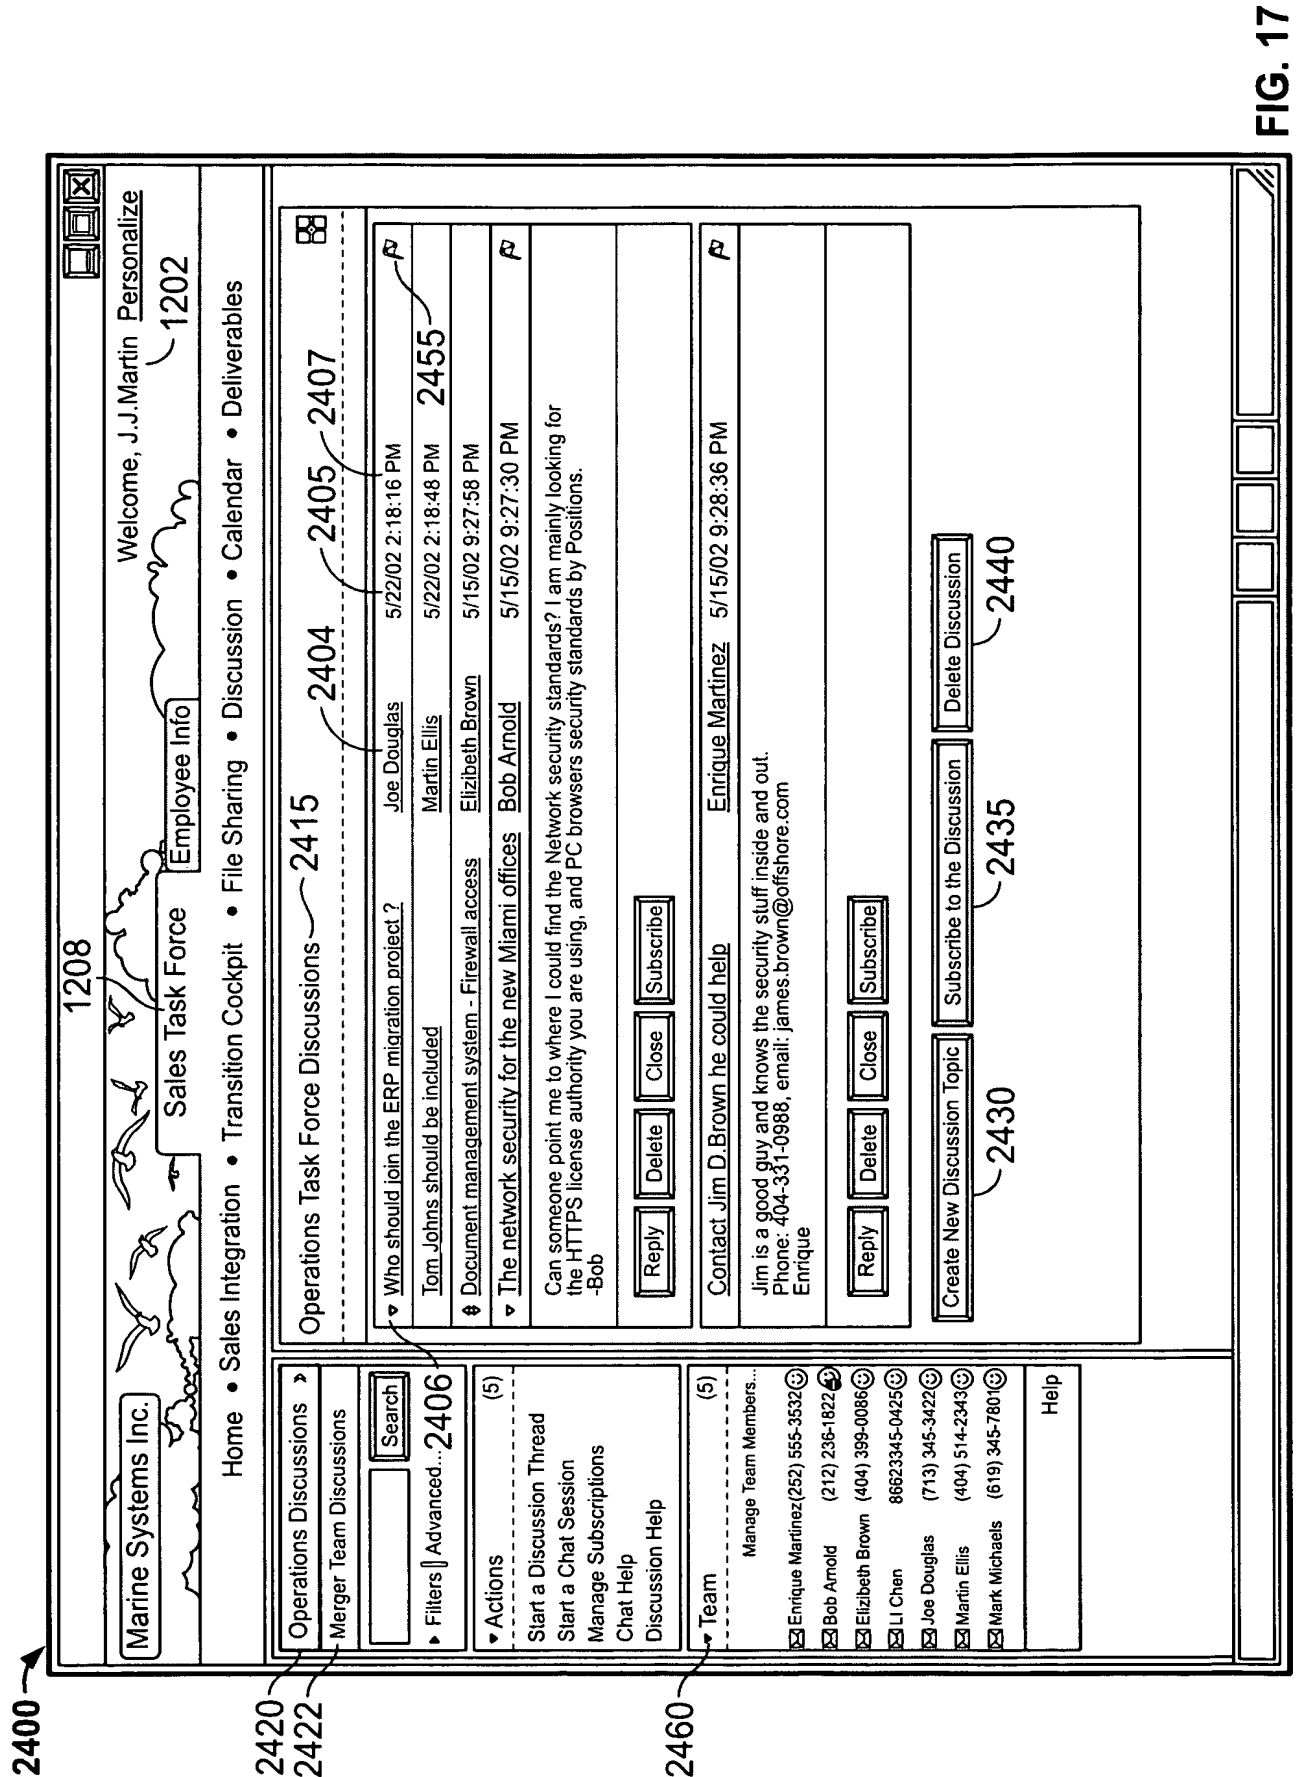 2400
1208
Marine Systems Inc.
Sales Task Force
Employee Info
Welcome, J.J.Martin Personalize
1202
Home • Sales Integration • Transition Cockpit • File Sharing • Discussion • Calendar • Deliverables
2420
2422
Operations Discussions »
Merger Team Discussions
Search
▸ Filters Advanced...
2406
▾ Actions (5)
Start a Discussion Thread
Start a Chat Session
Manage Subscriptions
Chat Help
Discussion Help
2460
▾ Team (5)
Manage Team Members...
Enrique Martinez (252) 555-3532
Bob Arnold (212) 236-1822
Elizibeth Brown (404) 399-0086
LI Chen 86623345-0425
Joe Douglas (713) 345-3422
Martin Ellis (404) 514-2343
Mark Michaels (619) 345-7801
Help
Operations Task Force Discussions 2415
2404 2405 2407
Who should join the ERP migration project ? Joe Douglas 5/22/02 2:18:16 PM
Tom Johns should be included Martin Ellis 5/22/02 2:18:48 PM 2455
Document management system - Firewall access Elizibeth Brown 5/15/02 9:27:58 PM
The network security for the new Miami offices Bob Arnold 5/15/02 9:27:30 PM
Can someone point me to where I could find the Network security standards? I am mainly looking for
the HTTPS license authority you are using, and PC browsers security standards by Positions.
-Bob
Reply Delete Close Subscribe
Contact Jim D.Brown he could help Enrique Martinez 5/15/02 9:28:36 PM
Jim is a good guy and knows the security stuff inside and out.
Phone: 404-331-0988, email: james.brown@offshore.com
Enrique
Reply Delete Close Subscribe
Create New Discussion Topic Subscribe to the Discussion Delete Discussion
2430 2435 2440
FIG. 17